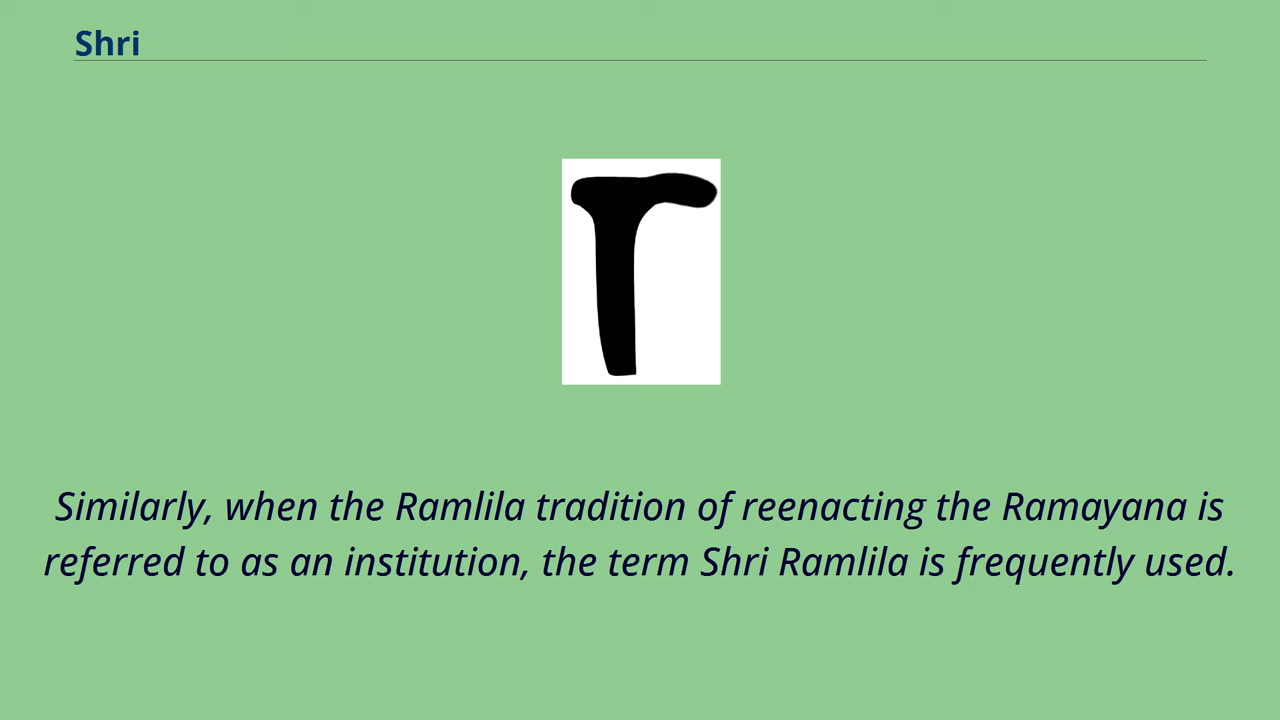 Shri
Similarly, when the Ramlila tradition of reenacting the Ramayana is
referred to as an institution, the term Shri Ramlila is frequently used.